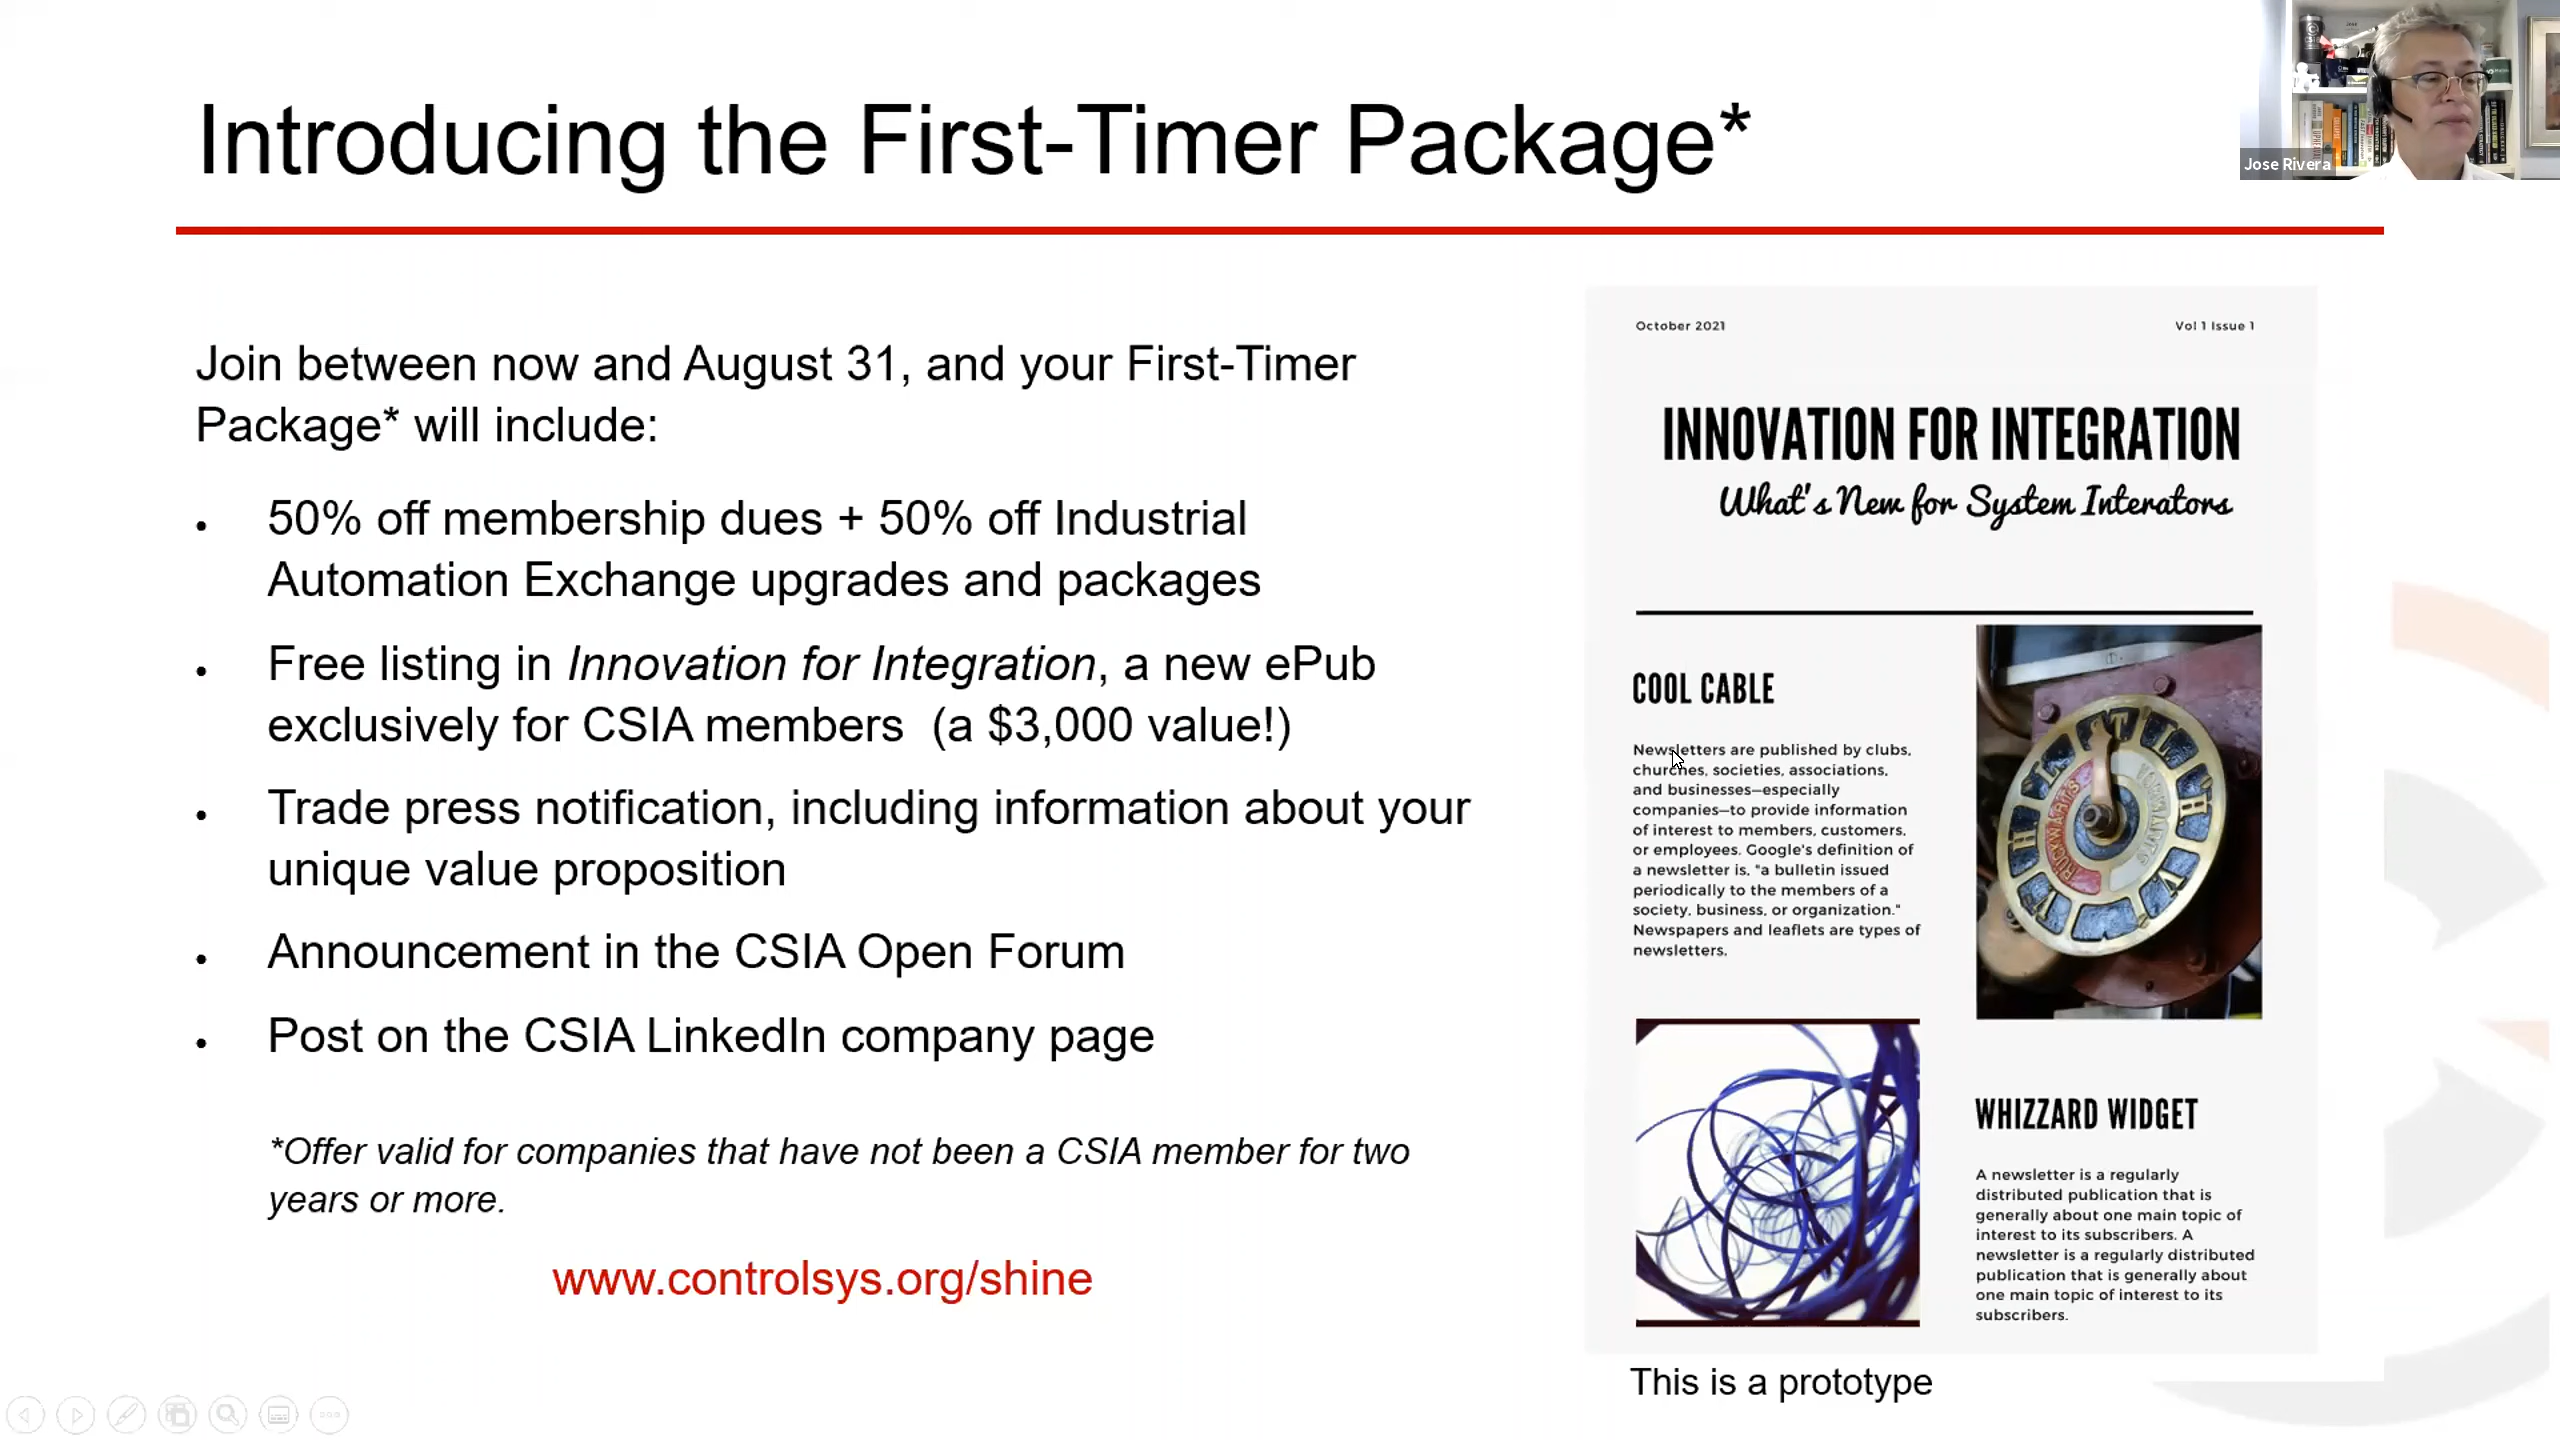 Introducing the First-Timer Package*
Jose Rivera
Join between now and August 31, and your First-Timer
Package* will include:
• 50% off membership dues + 50% off Industrial
Automation Exchange upgrades and packages
• Free listing in Innovation for Integration, a new ePub
exclusively for CSIA members (a $3,000 value!)
• Trade press notification, including information about your
unique value proposition
• Announcement in the CSIA Open Forum
• Post on the CSIA LinkedIn company page
*Offer valid for companies that have not been a CSIA member for two
years or more.
www.controlsys.org/shine
October 2021
Vol 1 Issue 1
INNOVATION FOR INTEGRATION
What's New for System Interators
COOL CABLE
Newsletters are published by clubs,
churches, societies, associations,
and businesses—especially
companies—to provide information
of interest to members, customers,
or employees. Google's definition of
a newsletter is, "a bulletin issued
periodically to the members of a
society, business, or organization."
Newspapers and leaflets are types of
newsletters.
RÜCKWÄRTS
VORWÄRTS
WHIZZARD WIDGET
A newsletter is a regularly
distributed publication that is
generally about one main topic of
interest to its subscribers. A
newsletter is a regularly distributed
publication that is generally about
one main topic of interest to its
subscribers.
This is a prototype